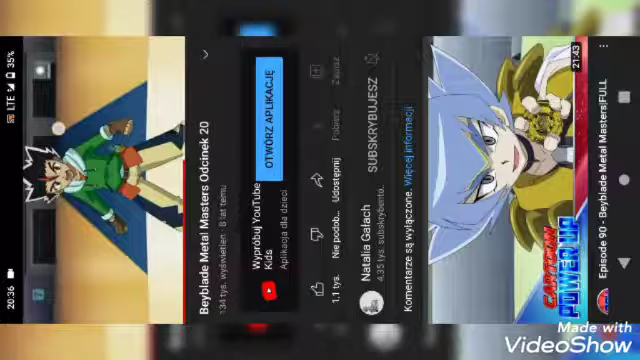 20:36
LTE
35%
Beyblade Metal Masters Odcinek 20
134 tys. wyświetleń · 8 lat temu
Wypróbuj YouTube
Kids
Aplikacja dla dzieci
OTWÓRZ APLIKACJĘ
1,1 tys.
Nie podob...
Udostępnij
Pobierz
Zapisz
Natalia Gałach
4,35 tys. subskrybento..
SUBSKRYBUJESZ
Komentarze są wyłączone. Więcej informacji
CARTOON
POWER UP
21:43
Episode 90 - Beyblade Metal Masters|FULL
Made with
VideoShow